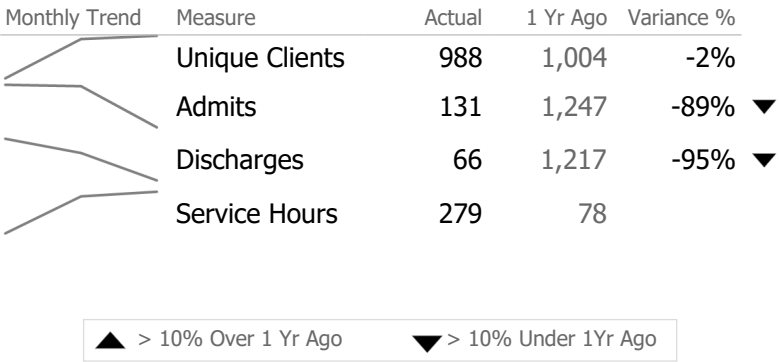 Monthly Trend Measure Actual 1 Yr Ago Variance %
Unique Clients 988 1,004 -2%
Admits 131 1,247 -89% ▼
Discharges 66 1,217 -95% ▼
Service Hours 279 78
▲ > 10% Over 1 Yr Ago ▼ > 10% Under 1Yr Ago